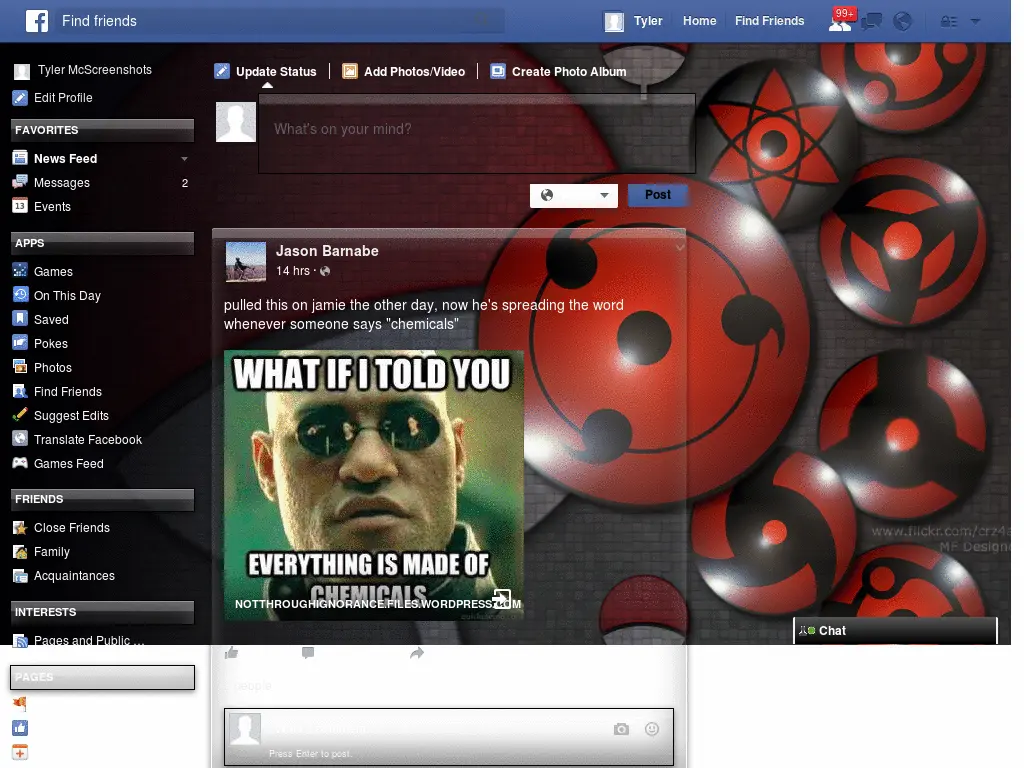 Find friends
Tyler
Home
Find Friends
99+
Tyler McScreenshots
Edit Profile
FAVORITES
News Feed
Messages
2
Events
13
APPS
Games
On This Day
Saved
Pokes
Photos
Find Friends
Suggest Edits
Translate Facebook
Games Feed
FRIENDS
Close Friends
Family
Acquaintances
INTERESTS
Pages and Public ...
PAGES
Update Status
Add Photos/Video
Create Photo Album
What's on your mind?
Post
Jason Barnabe
14 hrs ·
pulled this on jamie the other day, now he's spreading the word
whenever someone says "chemicals"
WHAT IF I TOLD YOU
EVERYTHING IS MADE OF
CHEMICALS
NOTTHROUGHIGNORANCE.FILES.WORDPRESS.COM
Press Enter to post.
www.flickr.com/crz4a
MF Designe
Chat